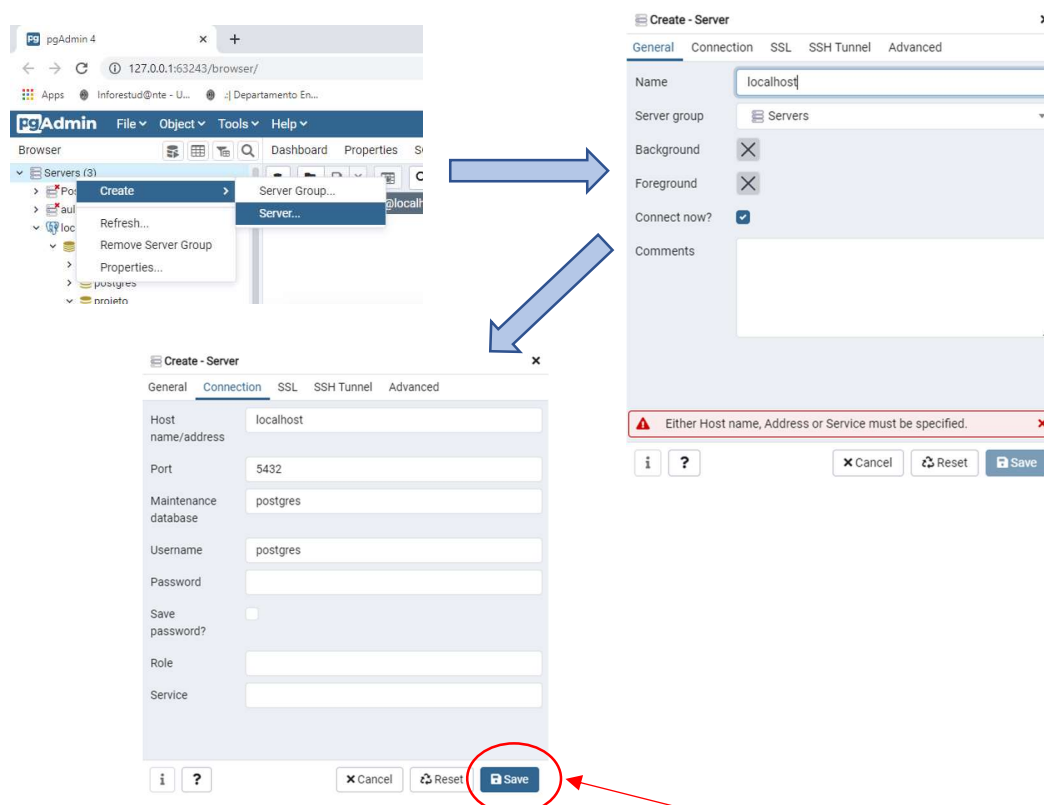 pgAdmin 4
127.0.0.1:63243/browser/
Apps Inforestud@nte - U... .:| Departamento En...
pgAdmin File Object Tools Help
Browser Dashboard Properties
Servers (3)
Create
Server Group...
Server...
Refresh...
Remove Server Group
Properties...
postgres
projeto
Create - Server
General Connection SSL SSH Tunnel Advanced
Name localhost
Server group Servers
Background
Foreground
Connect now?
Comments
Either Host name, Address or Service must be specified.
i ? Cancel Reset Save
Create - Server
General Connection SSL SSH Tunnel Advanced
Host
name/address localhost
Port 5432
Maintenance
database postgres
Username postgres
Password
Save
password?
Role
Service
i ? Cancel Reset Save